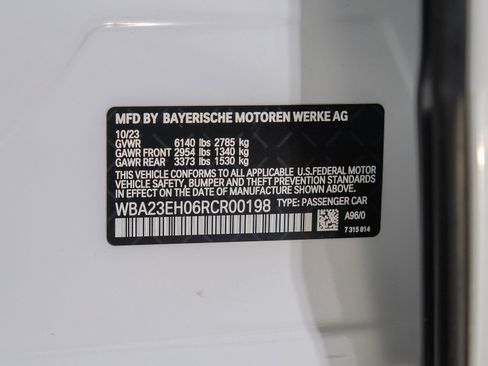 MFD BY BAYERISCHE MOTOREN WERKE AG
10/23
GVWR 6140 lbs 2785 kg
GAWR FRONT 2954 lbs 1340 kg
GAWR REAR 3373 lbs 1530 kg
THIS VEHICLE CONFORMS TO ALL APPLICABLE U.S.FEDERAL MOTOR
VEHICLE SAFETY, BUMPER AND THEFT PREVENTION STANDARDS
IN EFFECT ON THE DATE OF MANUFACTURE SHOWN ABOVE.
WBA23EH06RCR00198 TYPE: PASSENGER CAR
A96/0
7 315 814